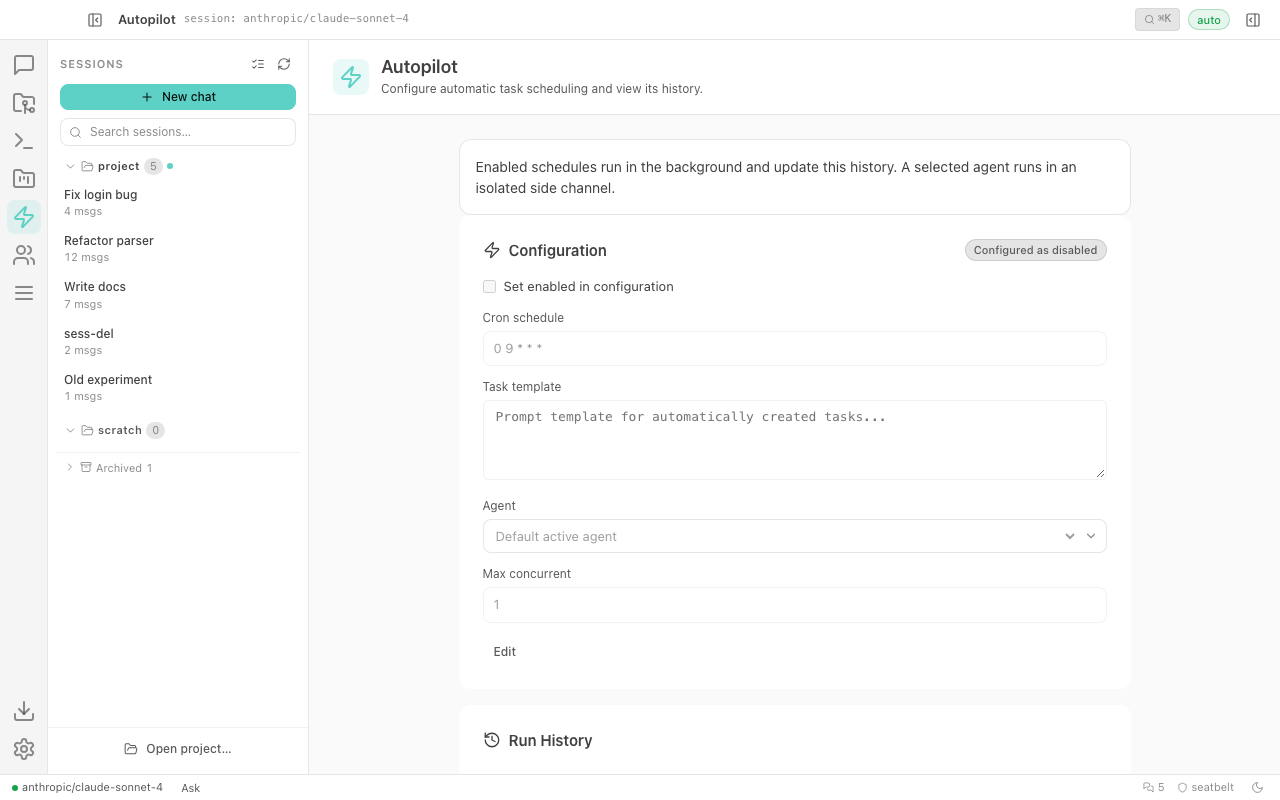 Autopilot session: anthropic/claude-sonnet-4
⌘K
auto
SESSIONS
New chat
Search sessions...
project 5
Fix login bug
4 msgs
Refactor parser
12 msgs
Write docs
7 msgs
sess-del
2 msgs
Old experiment
1 msgs
scratch 0
Archived 1
Open project...
Autopilot
Configure automatic task scheduling and view its history.
Enabled schedules run in the background and update this history. A selected agent runs in an
isolated side channel.
Configuration
Configured as disabled
Set enabled in configuration
Cron schedule
0 9 * * *
Task template
Prompt template for automatically created tasks...
Agent
Default active agent
Max concurrent
1
Edit
Run History
anthropic/claude-sonnet-4 Ask
5 seatbelt